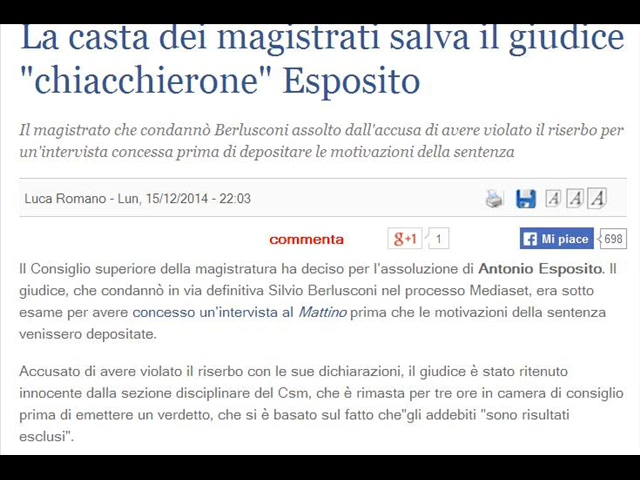 La casta dei magistrati salva il giudice
"chiacchierone" Esposito
Il magistrato che condannò Berlusconi assolto dall'accusa di avere violato il riserbo per
un'intervista concessa prima di depositare le motivazioni della sentenza
Luca Romano - Lun, 15/12/2014 - 22:03
A A A
commenta
g+1 1
Mi piace 698
Il Consiglio superiore della magistratura ha deciso per l'assoluzione di Antonio Esposito. Il
giudice, che condannò in via definitiva Silvio Berlusconi nel processo Mediaset, era sotto
esame per avere concesso un'intervista al Mattino prima che le motivazioni della sentenza
venissero depositate.
Accusato di avere violato il riserbo con le sue dichiarazioni, il giudice è stato ritenuto
innocente dalla sezione disciplinare del Csm, che è rimasta per tre ore in camera di consiglio
prima di emettere un verdetto, che si è basato sul fatto che"gli addebiti "sono risultati
esclusi".